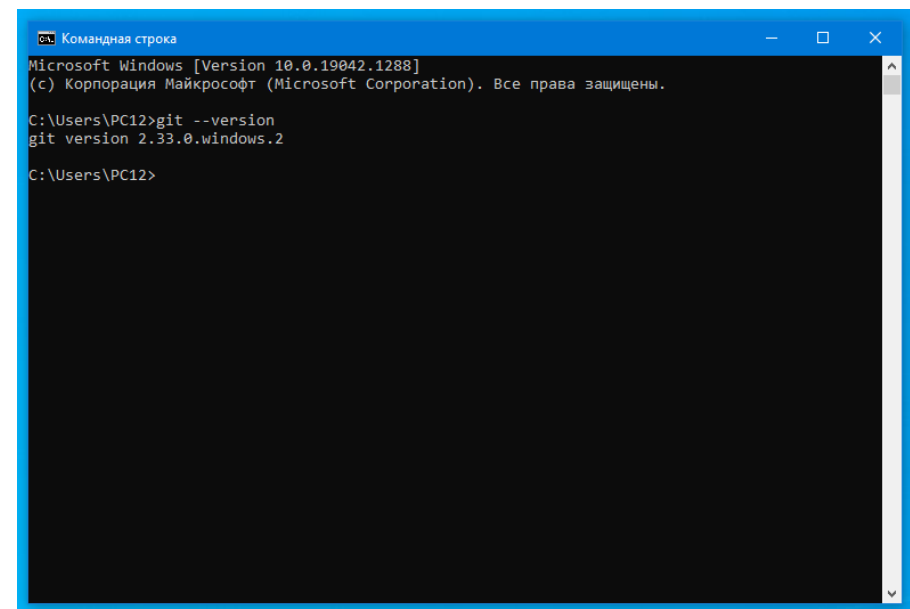 Командная строка
Microsoft Windows [Version 10.0.19042.1288]
(c) Корпорация Майкрософт (Microsoft Corporation). Все права защищены.
C:\Users\PC12>git --version
git version 2.33.0.windows.2
C:\Users\PC12>